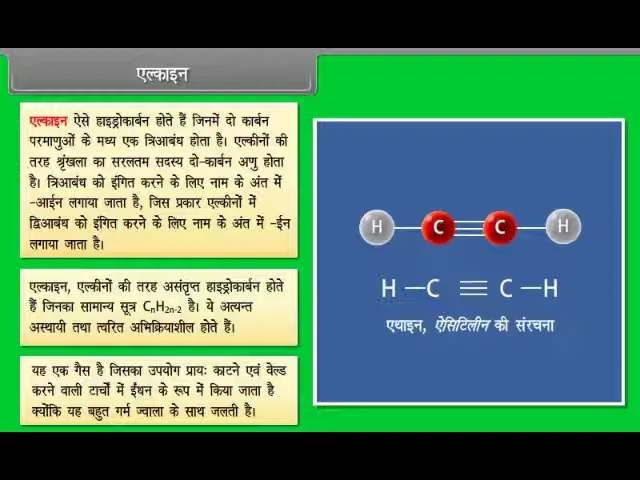 एल्काइन
एल्काइन ऐसे हाइड्रोकार्बन होते हैं जिनमें दो कार्बन
परमाणुओं के मध्य एक त्रिआबंध होता है। एल्कीनों की
तरह श्रृंखला का सरलतम सदस्य दो-कार्बन अणु होता
है। त्रिआबंध को इंगित करने के लिए नाम के अंत में
-आईन लगाया जाता है, जिस प्रकार एल्कीनों में
द्विआबंध को इंगित करने के लिए नाम के अंत में -ईन
लगाया जाता है।
एल्काइन, एल्कीनों की तरह असंतृप्त हाइड्रोकार्बन होते
हैं जिनका सामान्य सूत्र CₙH₂ₙ₋₂ है। ये अत्यन्त
अस्थायी तथा त्वरित अभिक्रियाशील होते हैं।
यह एक गैस है जिसका उपयोग प्रायः काटने एवं वेल्ड
करने वाली टार्चों में ईंधन के रूप में किया जाता है
क्योंकि यह बहुत गर्म ज्वाला के साथ जलती है।
H C C H
H — C ≡ C — H
एथाइन, ऐसिटिलीन की संरचना